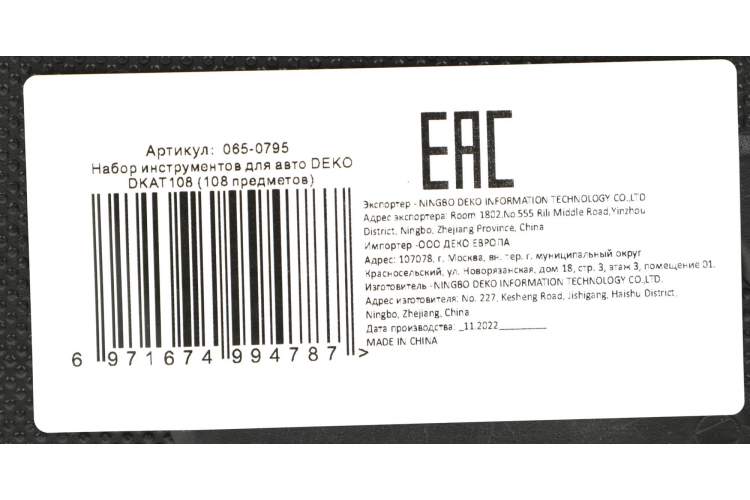 Артикул: 065-0795
Набор инструментов для авто DEKO
DKAT108 (108 предметов)
6 971674 994787 >
EAC
Экспортер - NINGBO DEKO INFORMATION TECHNOLOGY CO.,LTD
Адрес экспортера: Room 1802.No.555 Rili Middle Road,Yinzhou
District, Ningbo, Zhejiang Province, China
Импортер -ООО ДЕКО ЕВРОПА
Адрес: 107078, г. Москва, вн. тер. г. муниципальный округ
Красносельский, ул. Новорязанская, дом 18, стр. 3, этаж 3, помещение 01.
Изготовитель - NINGBO DEKO INFORMATION TECHNOLOGY CO.,LTD.
Адрес изготовителя: No. 227, Kesheng Road, Jishigang, Haishu District,
Ningbo, Zhejiang, China
Дата производства: _11.2022__________
MADE IN CHINA